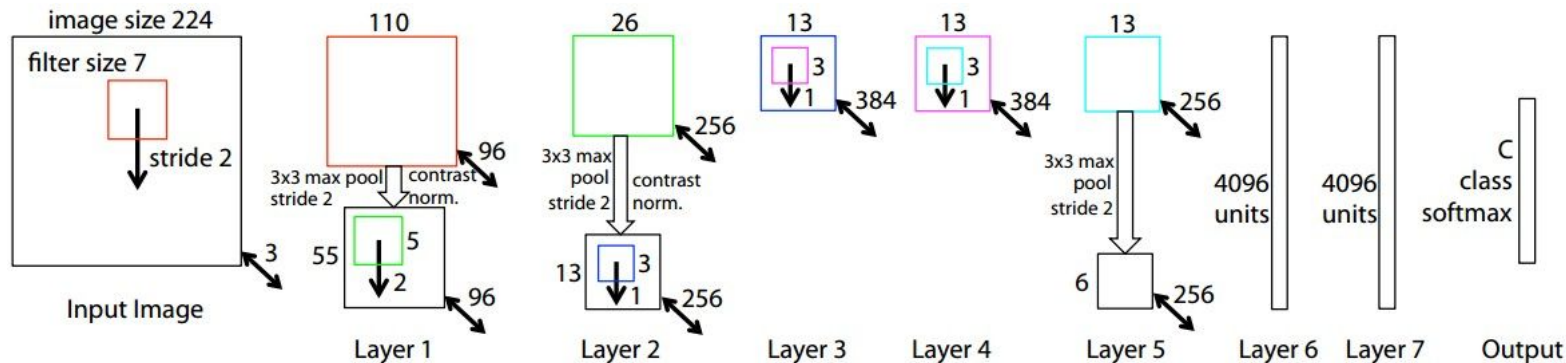 image size 224
filter size 7
stride 2
3
Input Image
110
96
3x3 max pool
stride 2
contrast
norm.
55
5
2
96
Layer 1
26
256
3x3 max
pool
stride 2
contrast
norm.
13
3
1
256
Layer 2
13
3
1
384
Layer 3
13
3
1
384
Layer 4
13
256
3x3 max
pool
stride 2
6
256
Layer 5
4096
units
Layer 6
4096
units
Layer 7
C
class
softmax
Output